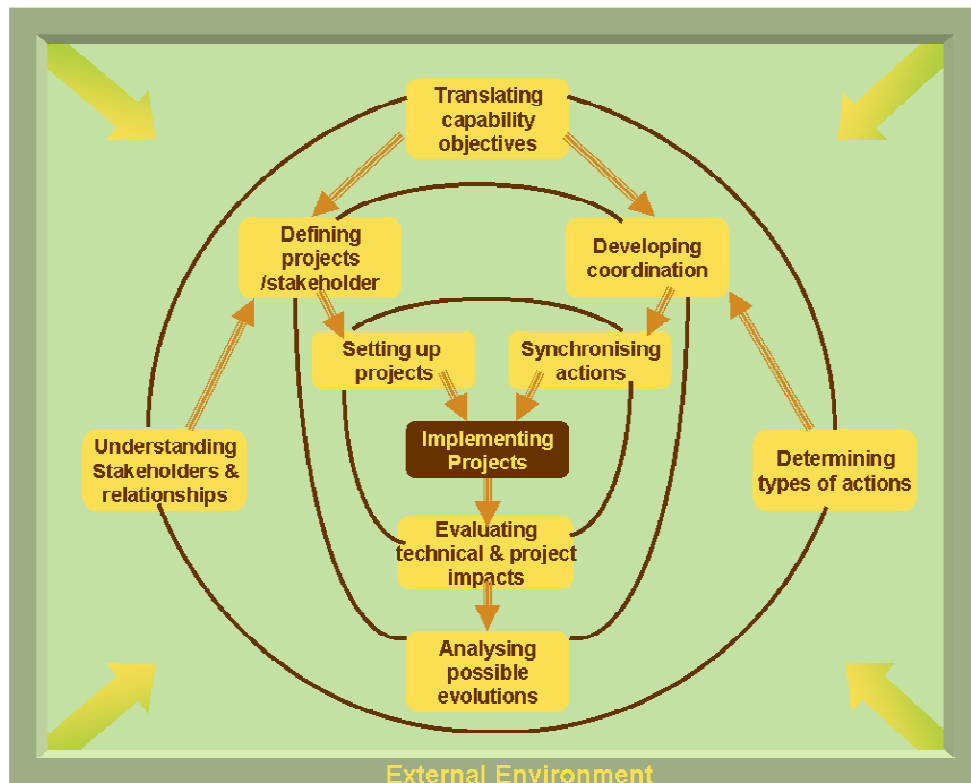 Translating
capability
objectives
Defining
projects
/stakeholder
Developing
coordination
Setting up
projects
Synchronising
actions
Understanding
Stakeholders &
relationships
Implementing
Projects
Determining
types of actions
Evaluating
technical & project
impacts
Analysing
possible
evolutions
External Environment